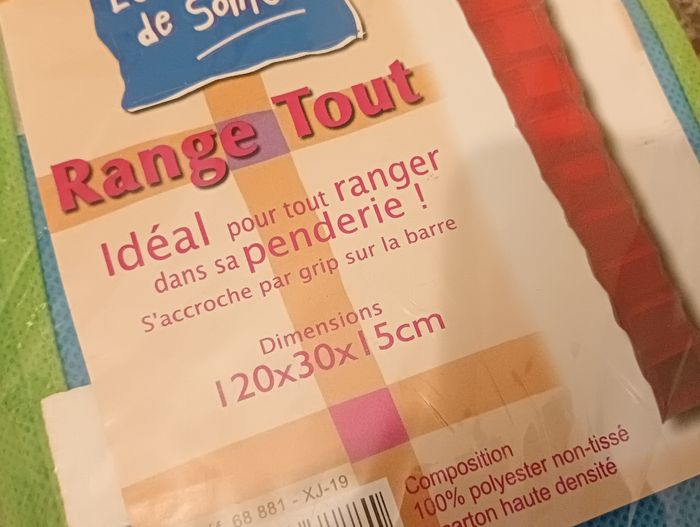 de
Range Tout
Idéal pour tout ranger
dans sa penderie !
S'accroche par grip sur la barre
Dimensions
120x30x15cm
68 881 - XJ-19
Composition
100% polyester non-tissé
carton haute densité